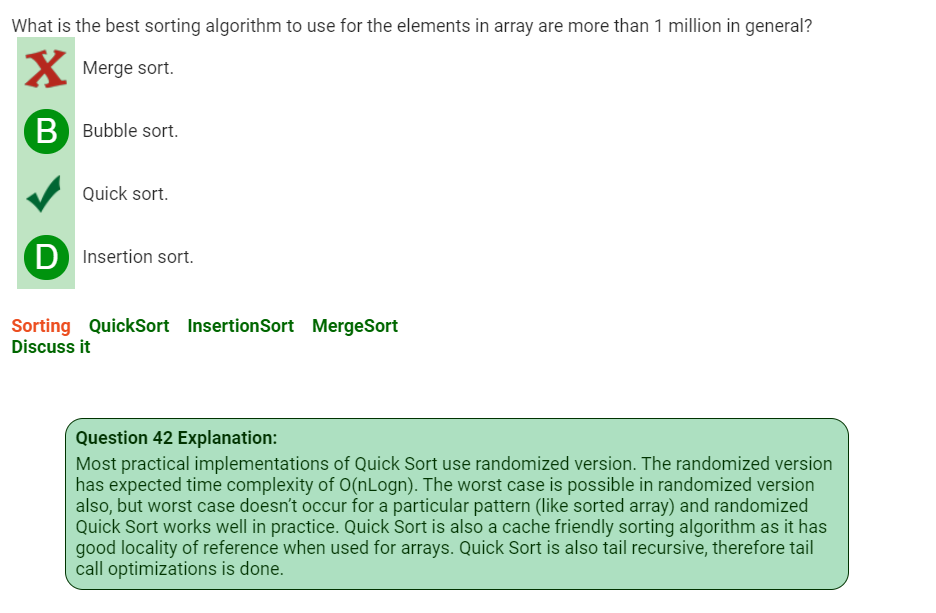 What is the best sorting algorithm to use for the elements in array are more than 1 million in general?
X Merge sort.
B Bubble sort.
Quick sort.
D Insertion sort.
Sorting QuickSort InsertionSort MergeSort
Discuss it
Question 42 Explanation:
Most practical implementations of Quick Sort use randomized version. The randomized version
has expected time complexity of O(nLogn). The worst case is possible in randomized version
also, but worst case doesn’t occur for a particular pattern (like sorted array) and randomized
Quick Sort works well in practice. Quick Sort is also a cache friendly sorting algorithm as it has
good locality of reference when used for arrays. Quick Sort is also tail recursive, therefore tail
call optimizations is done.